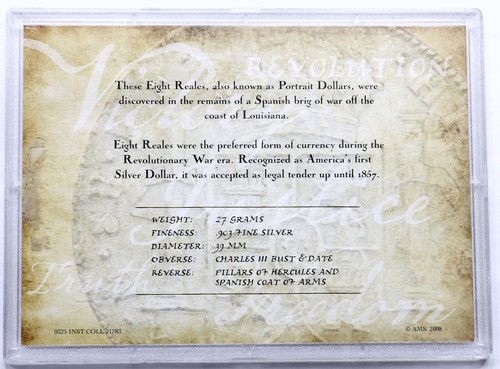 REVOLUTION
These Eight Reales, also known as Portrait Dollars, were
discovered in the remains of a Spanish brig of war off the
coast of Louisiana.
Eight Reales were the preferred form of currency during the
Revolutionary War era. Recognized as America's first
Silver Dollar, it was accepted as legal tender up until 1857.
WEIGHT: 27 GRAMS
FINENESS: .903 FINE SILVER
DIAMETER: 39 MM
OBVERSE: CHARLES III BUST & DATE
REVERSE: PILLARS OF HERCULES AND
SPANISH COAT OF ARMS
Truth
Freedom
0325 INST COLL 21783
© AMS, 2008